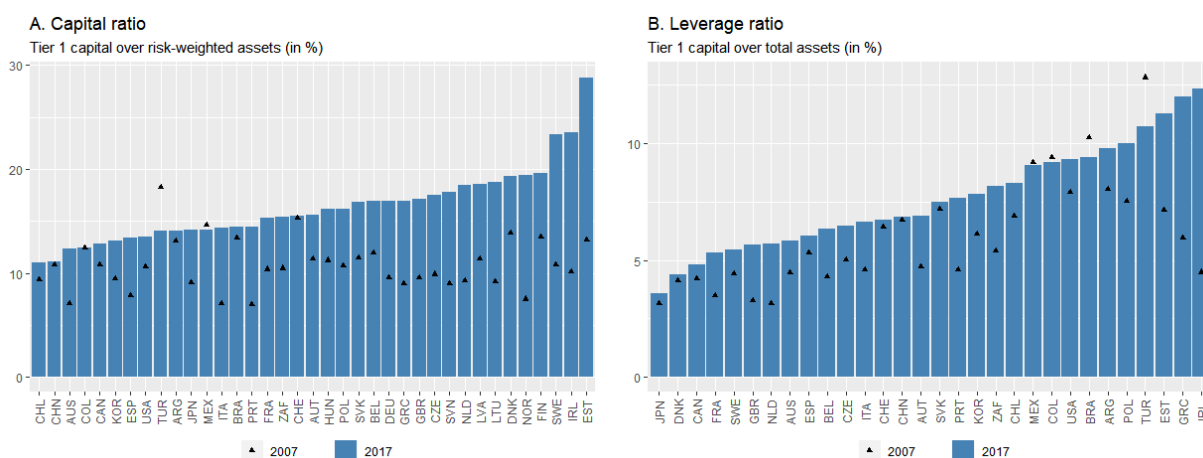 A. Capital ratio
Tier 1 capital over risk-weighted assets (in %)
30
20
10
0
CHL CHN AUS COL CAN KOR ESP USA TUR ARG JPN MEX ITA BRA PRT FRA ZAF CHE AUT HUN POL SVK BEL DEU GRC GBR CZE SVN NLD LVA LTU DNK NOR FIN SWE IRL EST
2007 2017
B. Leverage ratio
Tier 1 capital over total assets (in %)
10
5
0
JPN DNK CAN FRA SWE GBR NLD AUS ESP BEL CZE ITA CHE CHN AUT SVK PRT KOR ZAF CHL MEX COL USA BRA ARG POL TUR EST GRC IRL
2007 2017